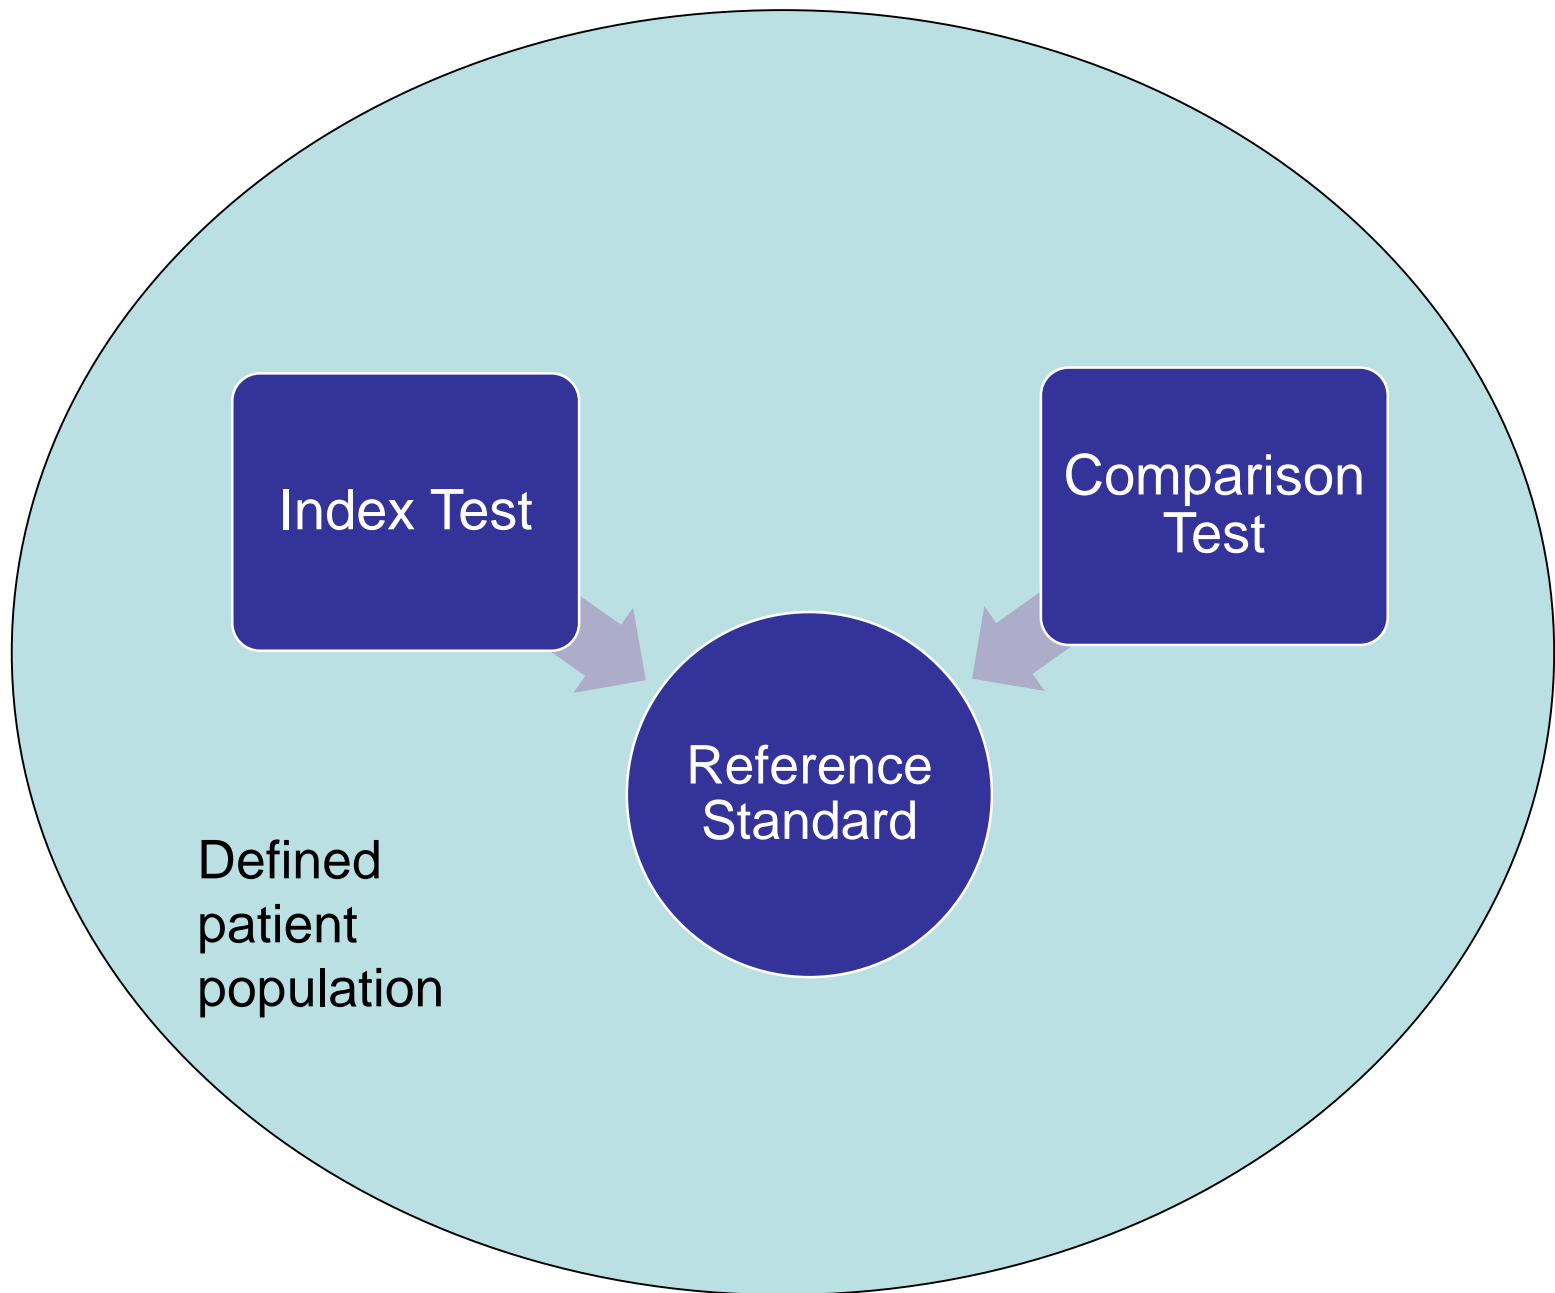 Index Test
Comparison
Test
Reference
Standard
Defined
patient
population